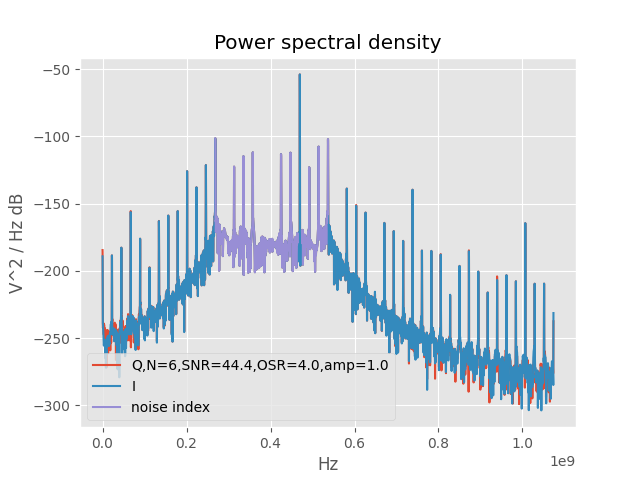 Power spectral density
V^2 / Hz dB
−50
−100
−150
−200
−250
−300
Q,N=6,SNR=44.4,OSR=4.0,amp=1.0
I
noise index
0.0 0.2 0.4 0.6 0.8 1.0
1e9
Hz